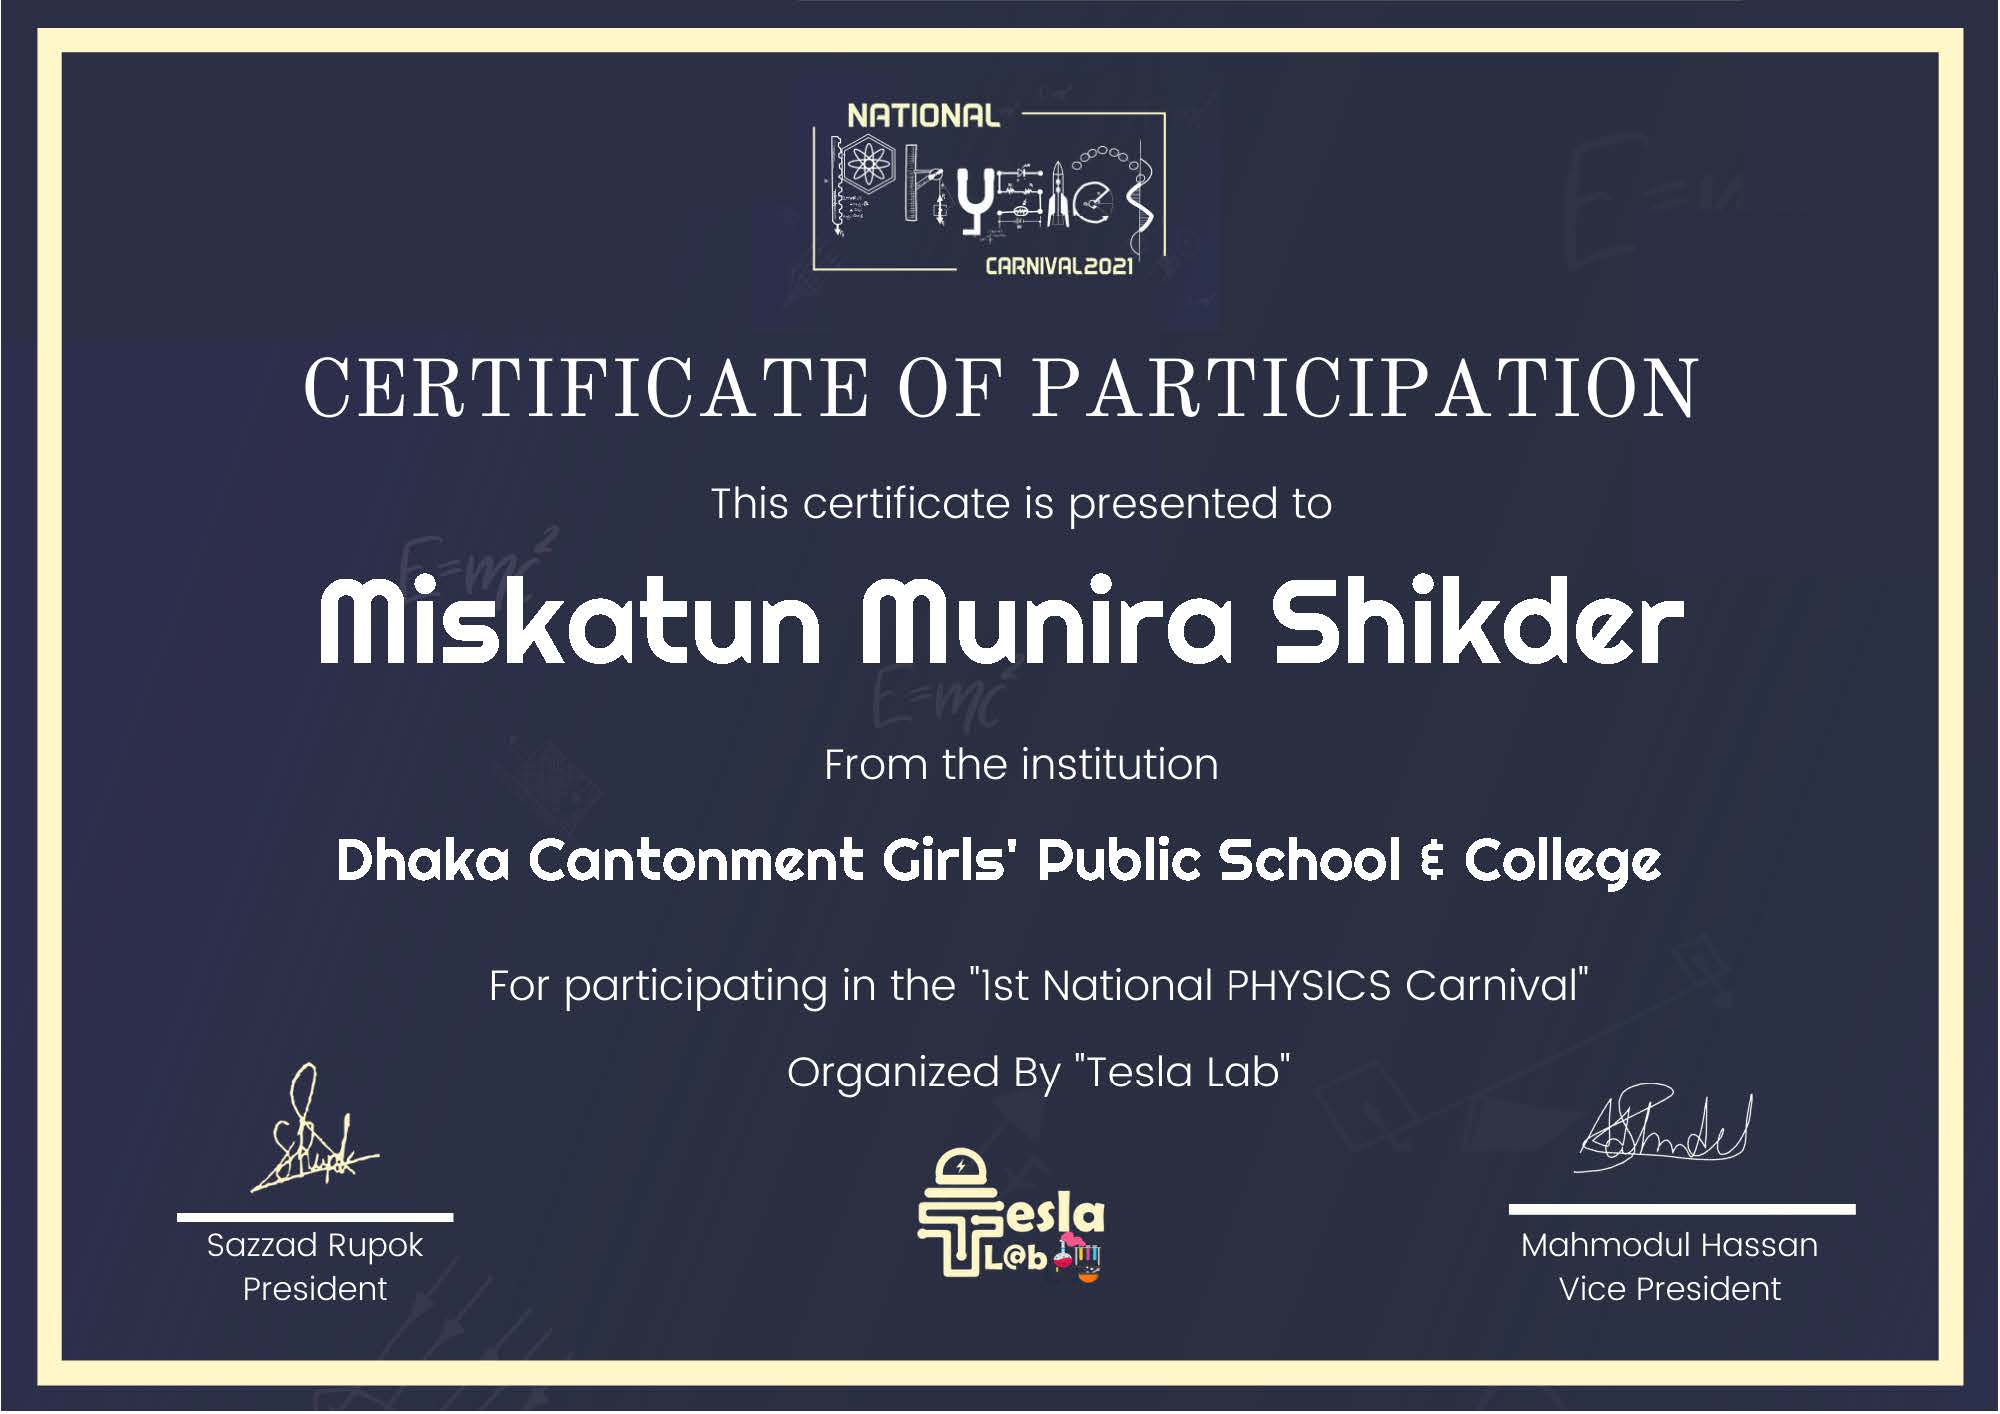 NATIONAL
Physics
CARNIVAL2021
CERTIFICATE OF PARTICIPATION
This certificate is presented to
E=mc²
Miskatun Munira Shikder
E=mc²
From the institution
Dhaka Cantonment Girls' Public School & College
For participating in the "1st National PHYSICS Carnival"
Organized By "Tesla Lab"
Tesla
L@b
Sazzad Rupok
President
Mahmodul Hassan
Vice President